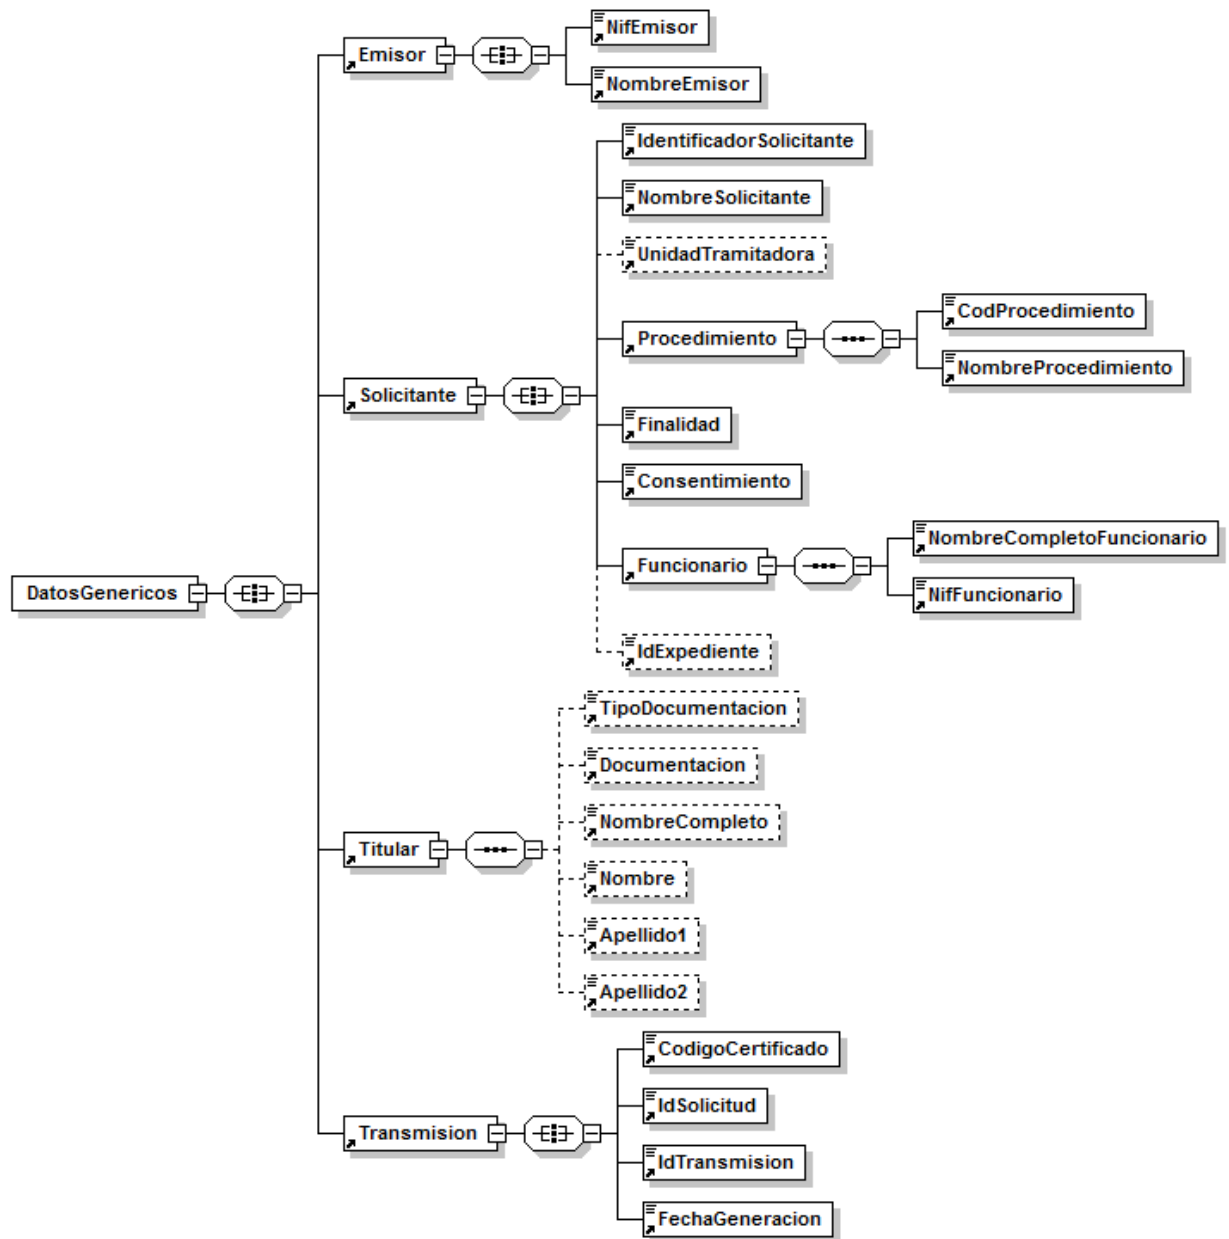 Emisor
NifEmisor
NombreEmisor
IdentificadorSolicitante
NombreSolicitante
UnidadTramitadora
Procedimiento
CodProcedimiento
NombreProcedimiento
Solicitante
Finalidad
Consentimiento
Funcionario
NombreCompletoFuncionario
NifFuncionario
DatosGenericos
IdExpediente
TipoDocumentacion
Documentacion
NombreCompleto
Titular
Nombre
Apellido1
Apellido2
CodigoCertificado
IdSolicitud
Transmision
IdTransmision
FechaGeneracion